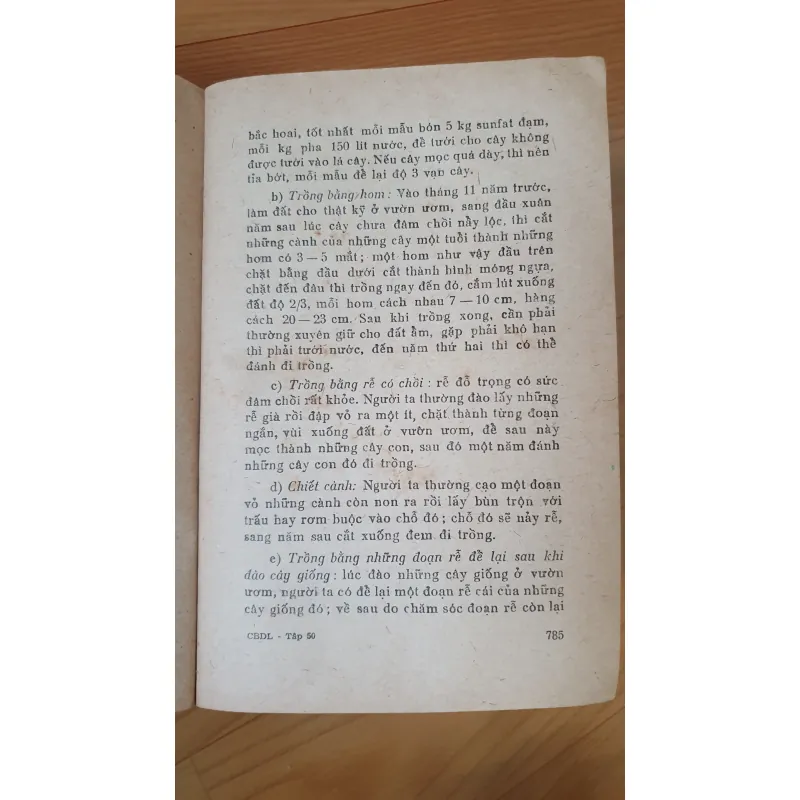 bắc hoai, tốt nhất mỗi mẫu bón 5 kg sunfat đạm,
mỗi kg pha 150 lít nước, để tưới cho cây không
được tưới vào lá cây. Nếu cây mọc quá dày, thì nên
tỉa bớt, mỗi mẫu để lại độ 3 vạn cây.
b) Trồng bằng hom : Vào tháng 11 năm trước,
làm đất cho thật kỹ ở vườn ươm, sang đầu xuân
năm sau lúc cây chưa đâm chồi nẩy lộc, thì cắt
những cành của những cây một tuổi thành những
hom có 3 — 5 mắt ; một hom như vậy đầu trên
chặt bằng đầu dưới cắt thành hình móng ngựa,
chặt đến đâu thì trồng ngay đến đó, cắm lút xuống
đất độ 2/3, mỗi hom cách nhau 7 — 10 cm, hàng
cách 20 — 23 cm. Sau khi trồng xong, cần phải
thường xuyên giữ cho đất ẩm, gặp phải khô hạn
thì phải tưới nước, đến năm thứ hai thì có thể
đánh đi trồng.
c) Trồng bằng rễ có chồi : rễ đỗ trọng có sức
đâm chồi rất khỏe. Người ta thường đào lấy những
rễ già rồi đập vỏ ra một ít, chặt thành từng đoạn
ngắn, vùi xuống đất ở vườn ươm, để sau này
mọc thành những cây con, sau đó một năm đánh
những cây con đó đi trồng.
d) Chiết cành: Người ta thường cạo một đoạn
vỏ những cành còn non ra rồi lấy bùn trộn với
trấu hay rơm buộc vào chỗ đó ; chỗ đó sẽ nảy rễ,
sang năm sau cắt xuống đem đi trồng.
e) Trồng bằng những đoạn rễ để lại sau khi
đào cây giống : lúc đào những cây giống ở vườn
ươm, người ta có để lại một đoạn rễ cái của những
cây giống đó ; về sau do chăm sóc đoạn rễ còn lại
CBDL - Tập 50
785